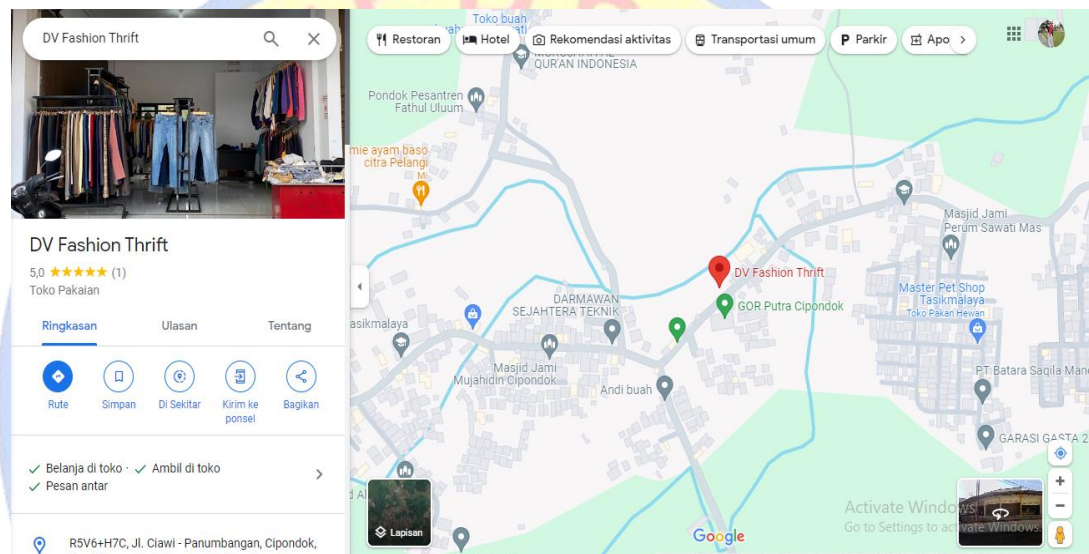 DV Fashion Thrift
DV Fashion Thrift
5,0 ★★★★★ (1)
Toko Pakaian
Ringkasan Ulasan Tentang
Rute Simpan Di Sekitar Kirim ke ponsel Bagikan
✓ Belanja di toko · ✓ Ambil di toko
✓ Pesan antar
R5V6+H7C, Jl. Ciawi - Panumbangan, Cipondok,
Restoran Hotel Rekomendasi aktivitas Transportasi umum P Parkir Apo
Toko buah
QUR'AN INDONESIA
Pondok Pesantren
Fathul Uluum
mie ayam baso
citra Pelangi
Mi
Masjid Jami
Perum Sawati Mas
DV Fashion Thrift
GOR Putra Cipondok
Master Pet Shop
Tasikmalaya
Toko Pakan Hewan
DARMAWAN
SEJAHTERA TEKNIK
asikmalaya
Masjid Jami
Mujahidin Cipondok
Andi buah
PT Batara Saqila Man
GARASI GASTA 2
Lapisan
Google
Activate Windows
Go to Settings to activate Windows.